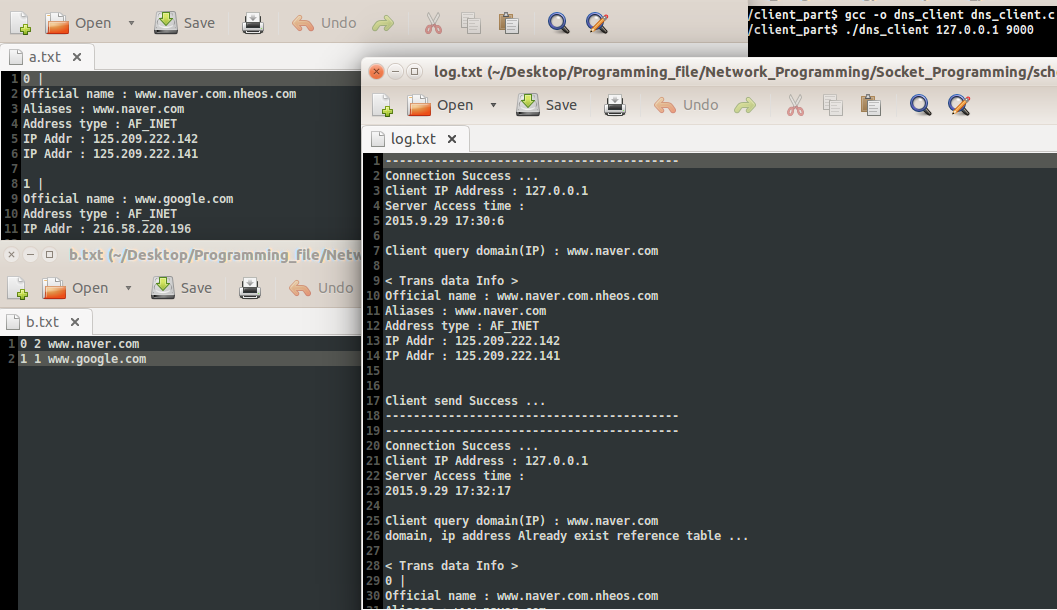 Open Save Undo
a.txt
1 0 |
2 Official name : www.naver.com.nheos.com
3 Aliases : www.naver.com
4 Address type : AF_INET
5 IP Addr : 125.209.222.142
6 IP Addr : 125.209.222.141
7
8 1 |
9 Official name : www.google.com
10 Address type : AF_INET
11 IP Addr : 216.58.220.196
b.txt (~/Desktop/Programming_file/Netw
Open Save Undo
b.txt
1 0 2 www.naver.com
2 1 1 www.google.com
/client_part$ gcc -o dns_client dns_client.c
/client_part$ ./dns_client 127.0.0.1 9000
log.txt (~/Desktop/Programming_file/Network_Programming/Socket_Programming/sch
Open Save Undo
log.txt
1 ------------------------------------------
2 Connection Success ...
3 Client IP Address : 127.0.0.1
4 Server Access time :
5 2015.9.29 17:30:6
6
7 Client query domain(IP) : www.naver.com
8
9 < Trans data Info >
10 Official name : www.naver.com.nheos.com
11 Aliases : www.naver.com
12 Address type : AF_INET
13 IP Addr : 125.209.222.142
14 IP Addr : 125.209.222.141
15
16
17 Client send Success ...
18 ------------------------------------------
19 ------------------------------------------
20 Connection Success ...
21 Client IP Address : 127.0.0.1
22 Server Access time :
23 2015.9.29 17:32:17
24
25 Client query domain(IP) : www.naver.com
26 domain, ip address Already exist reference table ...
27
28 < Trans data Info >
29 0 |
30 Official name : www.naver.com.nheos.com